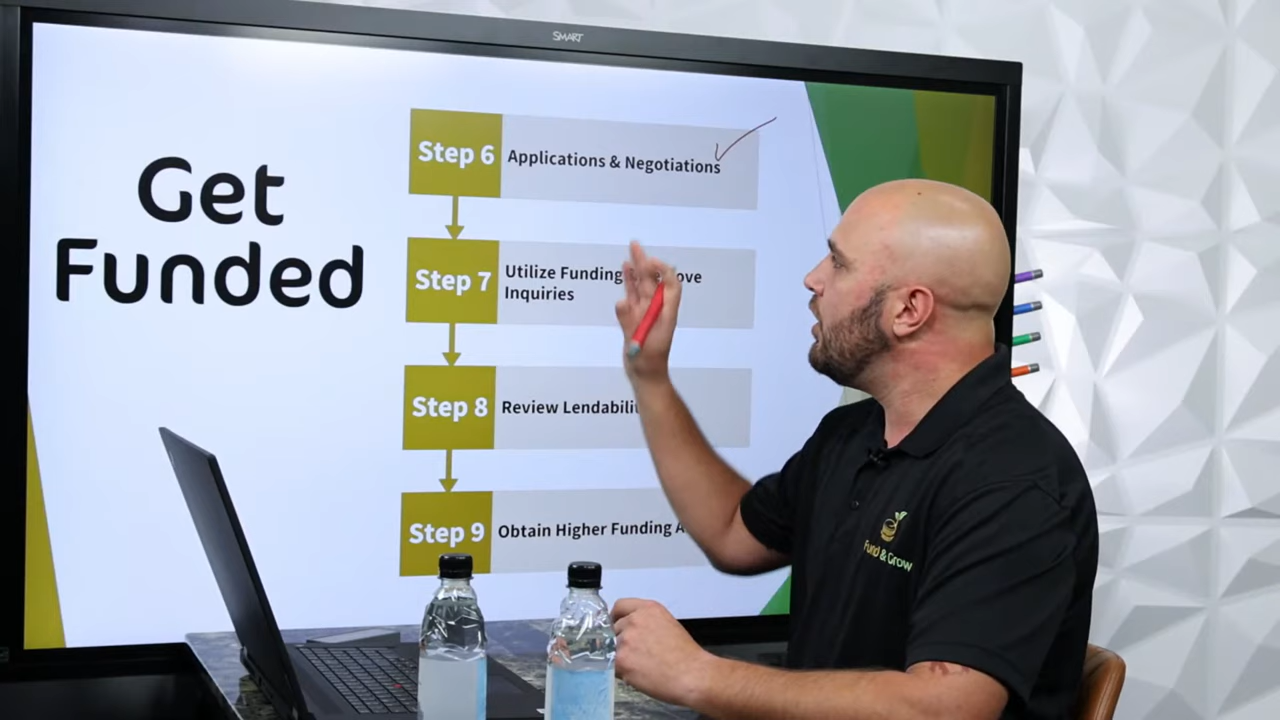 SMART
Get
Funded
Step 6
Applications & Negotiations
Step 7
Utilize Funding
Inquiries
Step 8
Review
Step 9
Obtain Higher Funding
Fund & Grow